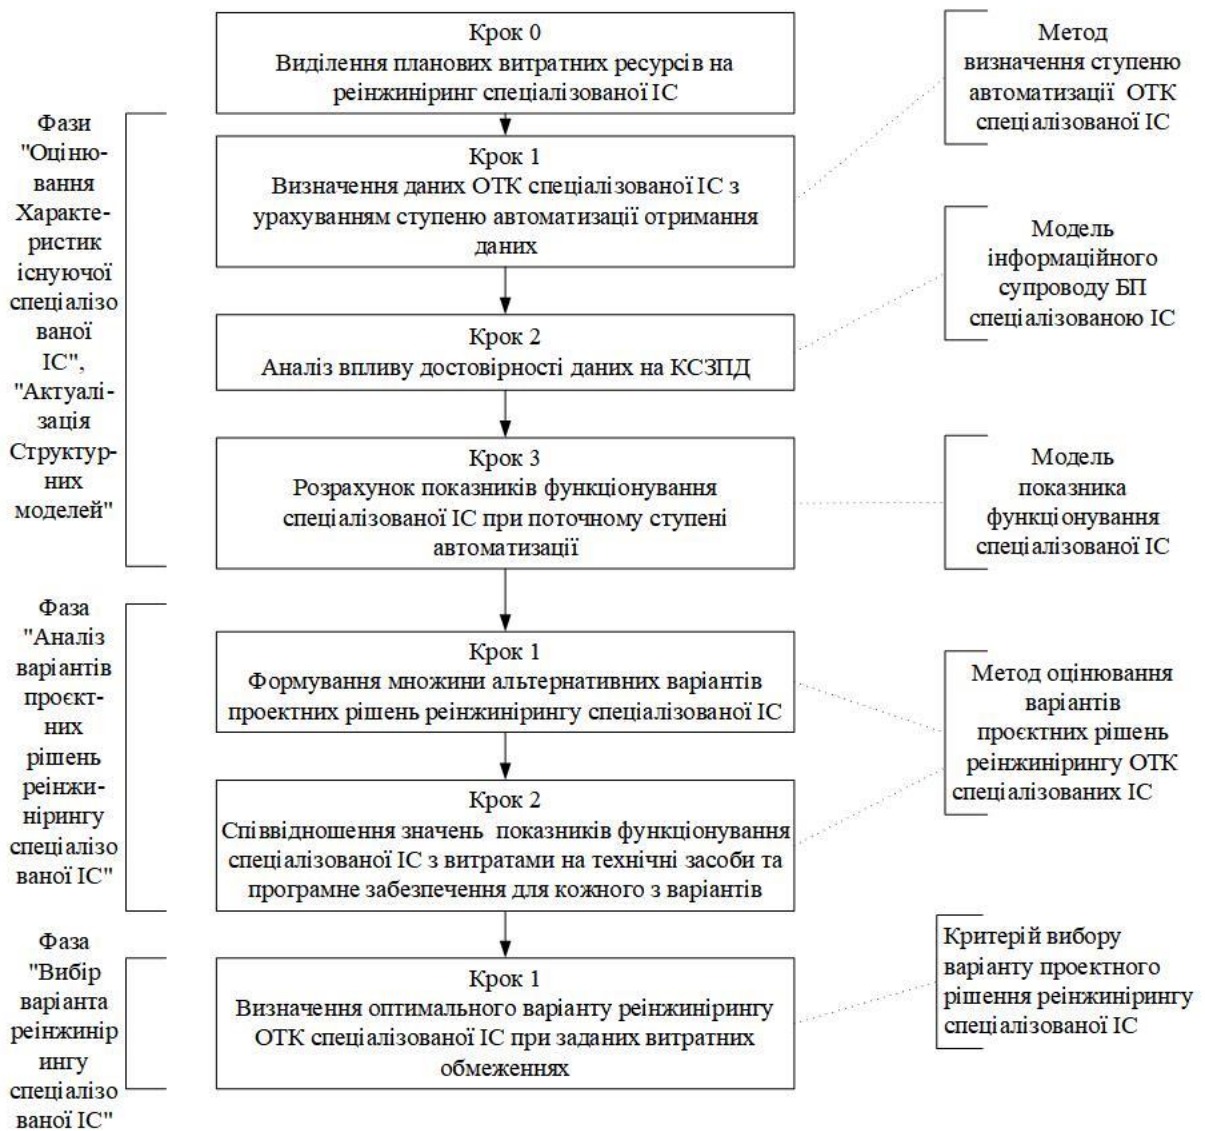 Крок 0
Виділення планових витратних ресурсів на
реінжиніринг спеціалізованої ІС
Метод
визначення ступеню
автоматизації ОТК
спеціалізованої ІС
Фази
"Оціню-
вання
Характе-
ристик
існуючої
спеціалізо
ваної
ІС",
"Актуалі-
зація
Структур-
них
моделей"
Крок 1
Визначення даних ОТК спеціалізованої ІС з
урахуванням ступеню автоматизації отримання
даних
Модель
інформаційного
супроводу БП
спеціалізованою ІС
Крок 2
Аналіз впливу достовірності даних на КСЗПД
Крок 3
Розрахунок показників функціонування
спеціалізованої ІС при поточному ступені
автоматизації
Модель
показника
функціонування
спеціалізованої ІС
Фаза
"Аналіз
варіантів
проєкт-
них
рішень
реінжи-
нірингу
спеціалізо
ваної ІС"
Крок 1
Формування множини альтернативних варіантів
проектних рішень реінжинірингу спеціалізованої ІС
Метод оцінювання
варіантів
проєктних рішень
реінжинірингу ОТК
спеціалізованих ІС
Крок 2
Співвідношення значень показників функціонування
спеціалізованої ІС з витратами на технічні засоби та
програмне забезпечення для кожного з варіантів
Фаза
"Вибір
варіанта
реінжинір
ингу
спеціалізо
ваної ІС"
Крок 1
Визначення оптимального варіанту реінжинірингу
ОТК спеціалізованої ІС при заданих витратних
обмеженнях
Критерій вибору
варіанту проектного
рішення реінжинірингу
спеціалізованої ІС